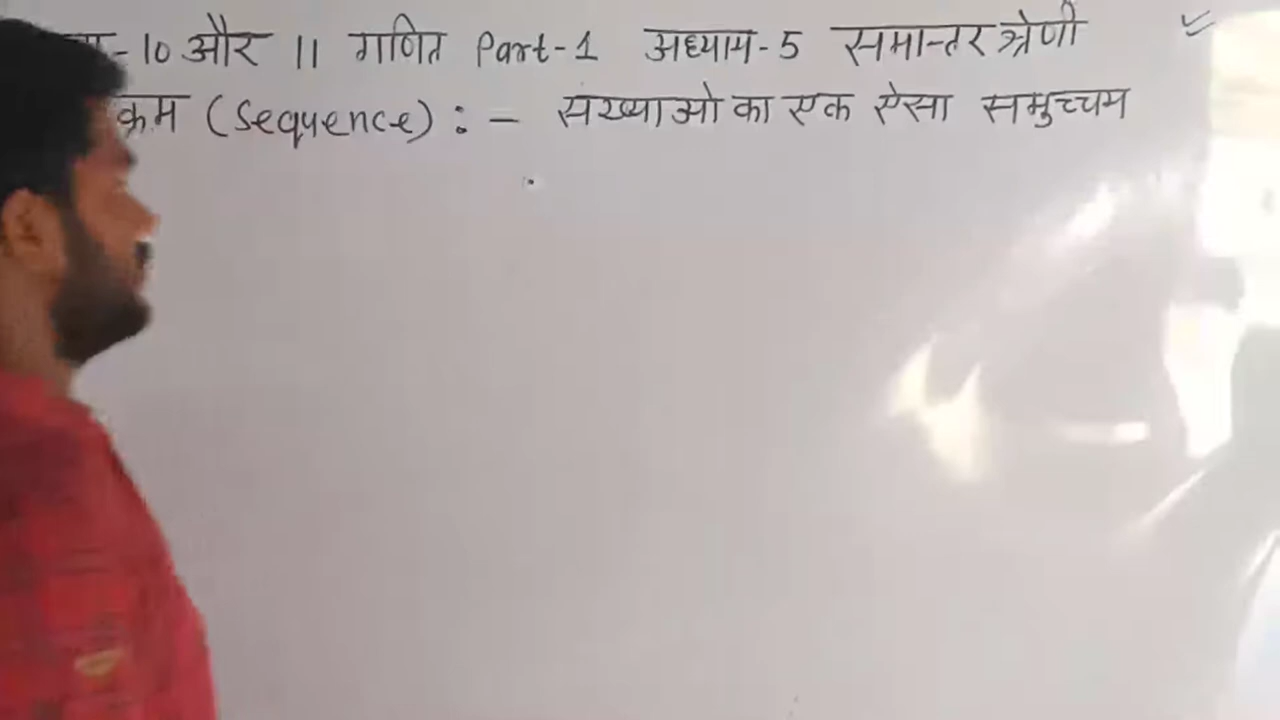 -10 और 11 गणित Part-1 अध्याय-5 समान्तर श्रेणी
क्रम (Sequence) : - संख्याओ का एक ऐसा समुच्चय